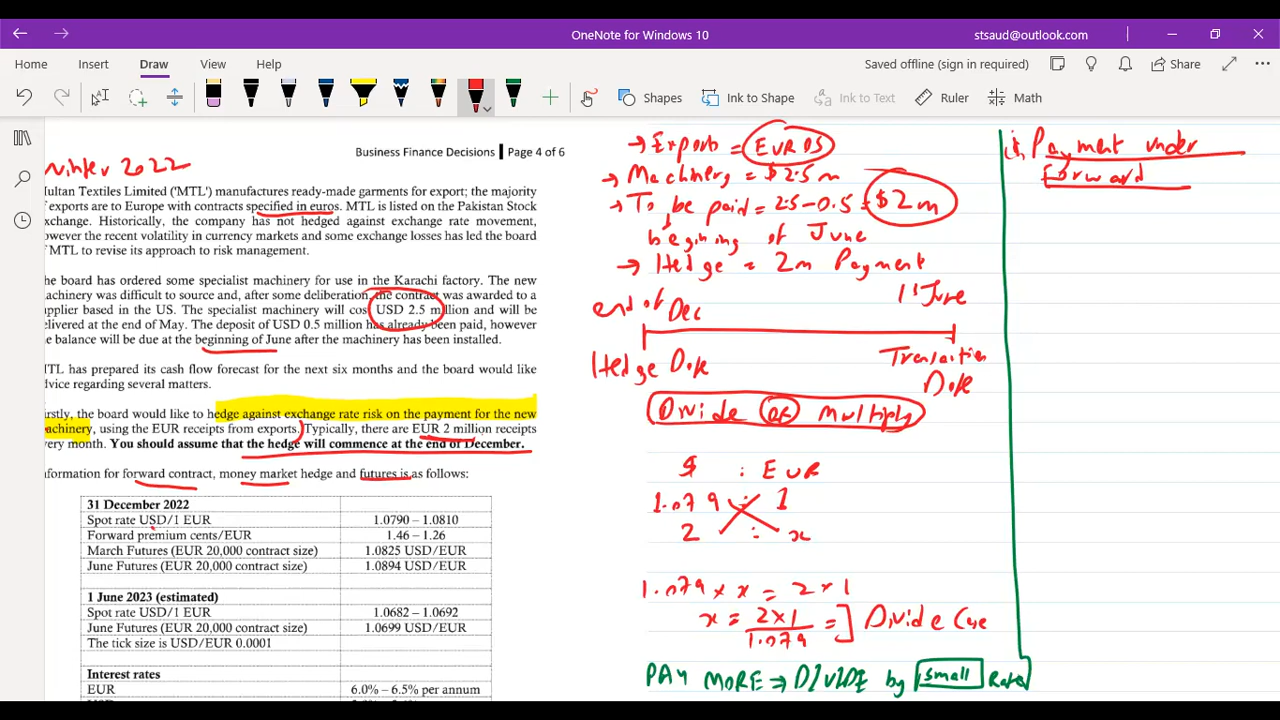 OneNote for Windows 10
stsaud@outlook.com
Home Insert Draw View Help
Saved offline (sign in required)
Share
Shapes
Ink to Shape
Ink to Text
Ruler
Math
winter 2022
Business Finance Decisions | Page 4 of 6
ultan Textiles Limited ('MTL') manufactures ready-made garments for export; the majority
f exports are to Europe with contracts specified in euros. MTL is listed on the Pakistan Stock
xchange. Historically, the company has not hedged against exchange rate movement,
owever the recent volatility in currency markets and some exchange losses has led the board
f MTL to revise its approach to risk management.
he board has ordered some specialist machinery for use in the Karachi factory. The new
achinery was difficult to source and, after some deliberation, the contract was awarded to a
pplier based in the US. The specialist machinery will cos USD 2.5 million and will be
elivered at the end of May. The deposit of USD 0.5 million has already been paid, however
e balance will be due at the beginning of June after the machinery has been installed.
TL has prepared its cash flow forecast for the next six months and the board would like
dvice regarding several matters.
irstly, the board would like to hedge against exchange rate risk on the payment for the new
achinery, using the EUR receipts from exports. Typically, there are EUR 2 million receipts
very month. You should assume that the hedge will commence at the end of December.
nformation for forward contract, money market hedge and futures is as follows:
31 December 2022
Spot rate USD/1 EUR 1.0790 – 1.0810
Forward premium cents/EUR 1.46 – 1.26
March Futures (EUR 20,000 contract size) 1.0825 USD/EUR
June Futures (EUR 20,000 contract size) 1.0894 USD/EUR
1 June 2023 (estimated)
Spot rate USD/1 EUR 1.0682 – 1.0692
June Futures (EUR 20,000 contract size) 1.0699 USD/EUR
The tick size is USD/EUR 0.0001
Interest rates
EUR 6.0% – 6.5% per annum
→ Exports = EUROS
→ Machinery = $2.5 m
→ To be paid = 2.5 - 0.5 = $2m
beginning of June
→ Hedge = 2m Payment
end of Dec
1st June
Hedge Date
Transaction
Date
Divide or multiply
$ : EUR
1.079 : 1
2 : x
1.079 x x = 2 x 1
x = 2 x 1
1.079
= ] Divide Case
PAY MORE ⇒ DIVIDE by small Rate
i, Payment under
Forward